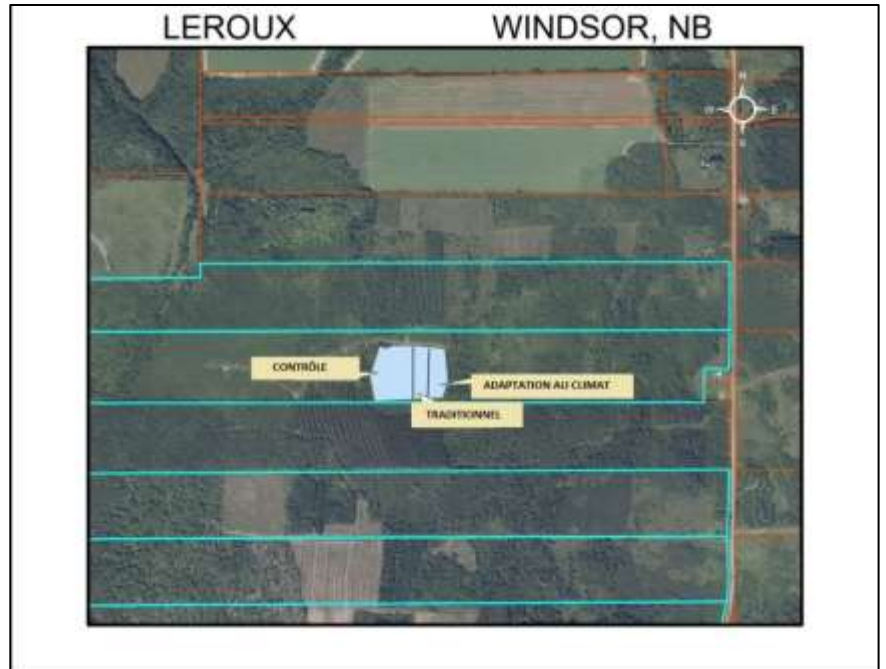 LEROUX WINDSOR, NB
N
W E
S
CONTRÔLE
ADAPTATION AU CLIMAT
TRADITIONNEL